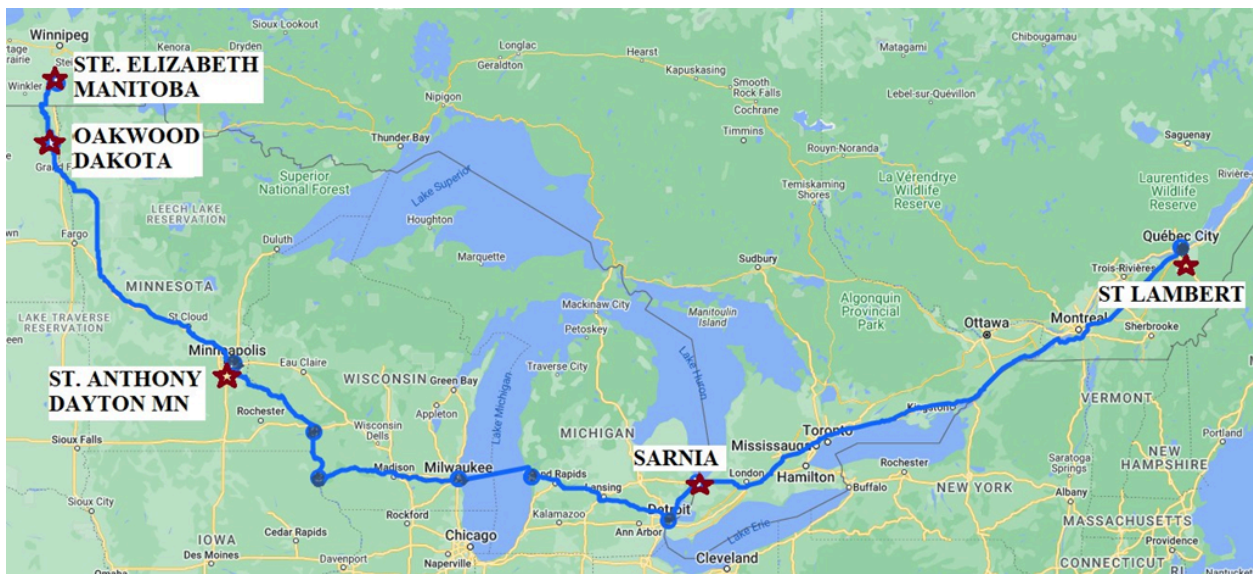 Sioux Lookout
Chibougamau
Winnipeg
Kenora
Dryden
Longlac
Hearst
Matagami
Geraldton
Kapuskasing
Smooth
Rock Falls
Lebel-sur-Quévillon
STE. ELIZABETH
MANITOBA
Winkler
Nipigon
Cochrane
Timmins
Saguenay
OAKWOOD
DAKOTA
Thunder Bay
Rouyn-Noranda
Superior
National Forest
Lake Superior
Temiskaming
Shores
La Vérendrye
Wildlife
Reserve
Laurentides
Wildlife
Reserve
LEECH LAKE
RESERVATION
Houghton
Fargo
Duluth
Marquette
Sudbury
Québec City
Trois-Rivières
MINNESOTA
Mackinaw City
Manitoulin
Island
Algonquin
Provincial
Park
ST LAMBERT
LAKE TRAVERSE
RESERVATION
St Cloud
Petoskey
Ottawa
Montreal
Sherbrooke
Minneapolis
Eau Claire
Green Bay
Traverse City
Lake Huron
ST. ANTHONY
DAYTON MN
WISCONSIN
Lake Michigan
Kingston
VERMONT
Rochester
Appleton
Portland
Sioux Falls
Wisconsin
Dells
MICHIGAN
SARNIA
Toronto
Mississauga
Saratoga
Springs
NEW
HAMPSHIRE
Madison
Milwaukee
Lansing
London
Hamilton
Rochester
Buffalo
NEW YORK
Albany
Sioux City
Rockford
Kalamazoo
Ann Arbor
Detroit
MASSACHUSETTS
IOWA
Cedar Rapids
Chicago
Lake Erie
Des Moines
Davenport
Naperville
Cleveland
CONNECTICUT
RI
Providence